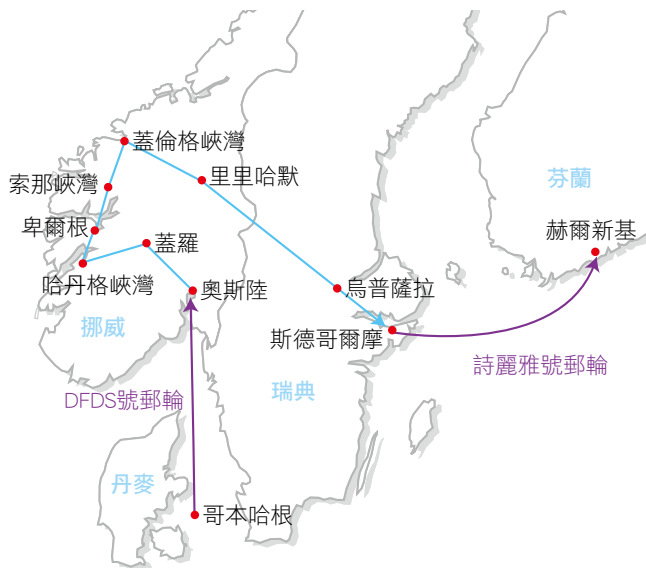 蓋倫格峽灣
里里哈默
索那峽灣
芬蘭
卑爾根
赫爾新基
蓋羅
哈丹格峽灣
奧斯陸
烏普薩拉
挪威
斯德哥爾摩
詩麗雅號郵輪
瑞典
DFDS號郵輪
丹麥
哥本哈根